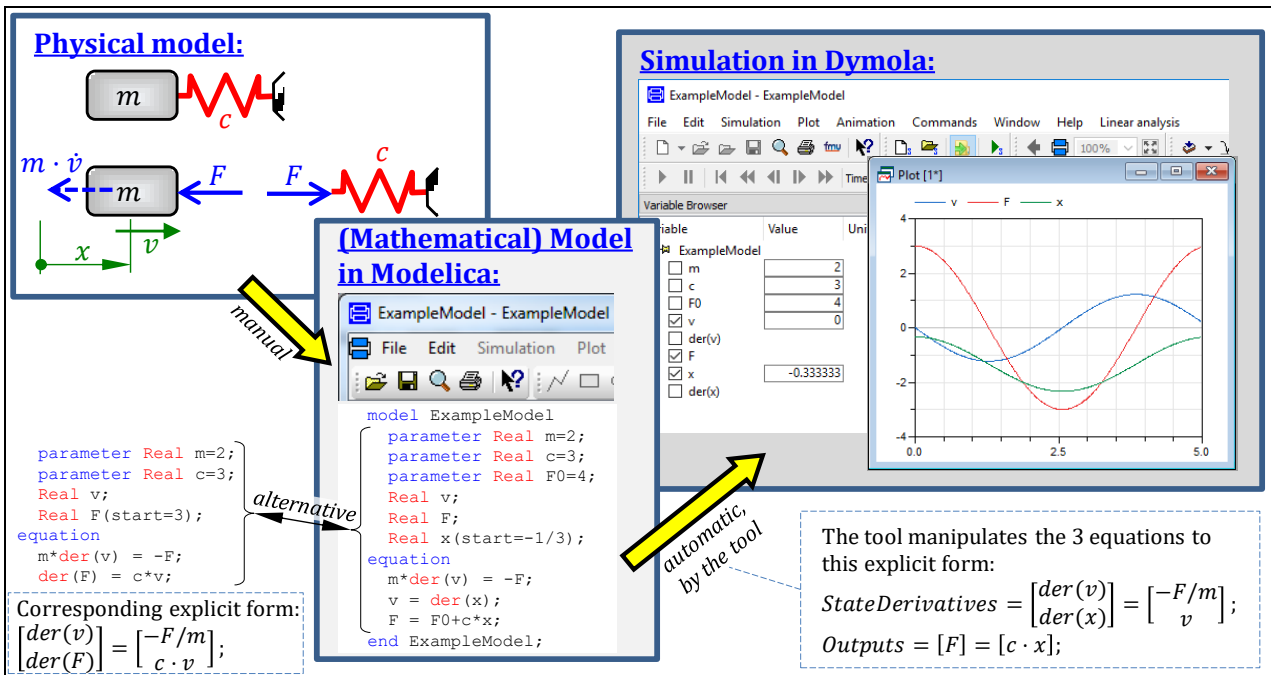 Physical model:
m
c
m · v̇
m
F
F
c
x
v
manual
(Mathematical) Model
in Modelica:
ExampleModel - ExampleModel
File Edit Simulation Plot
model ExampleModel
parameter Real m=2;
parameter Real c=3;
parameter Real F0=4;
Real v;
Real F;
Real x(start=-1/3);
equation
m*der(v) = -F;
v = der(x);
F = F0+c*x;
end ExampleModel;
alternative
parameter Real m=2;
parameter Real c=3;
Real v;
Real F(start=3);
equation
m*der(v) = -F;
der(F) = c*v;
Corresponding explicit form:
[der(v) der(F)] = [−F/m c · v];
automatic,
by the tool
Simulation in Dymola:
ExampleModel - ExampleModel
File Edit Simulation Plot Animation Commands Window Help Linear analysis
fmu 100%
Time
Variable Browser
riable Value Uni
ExampleModel
m 2
c 3
F0 4
v 0
der(v)
F
x -0.333333
der(x)
Plot [1*]
v F x
4
2
0
-2
-4
0.0 2.5 5.0
The tool manipulates the 3 equations to
this explicit form:
StateDerivatives = [der(v) der(x)] = [−F/m v];
Outputs = [F] = [c · x];